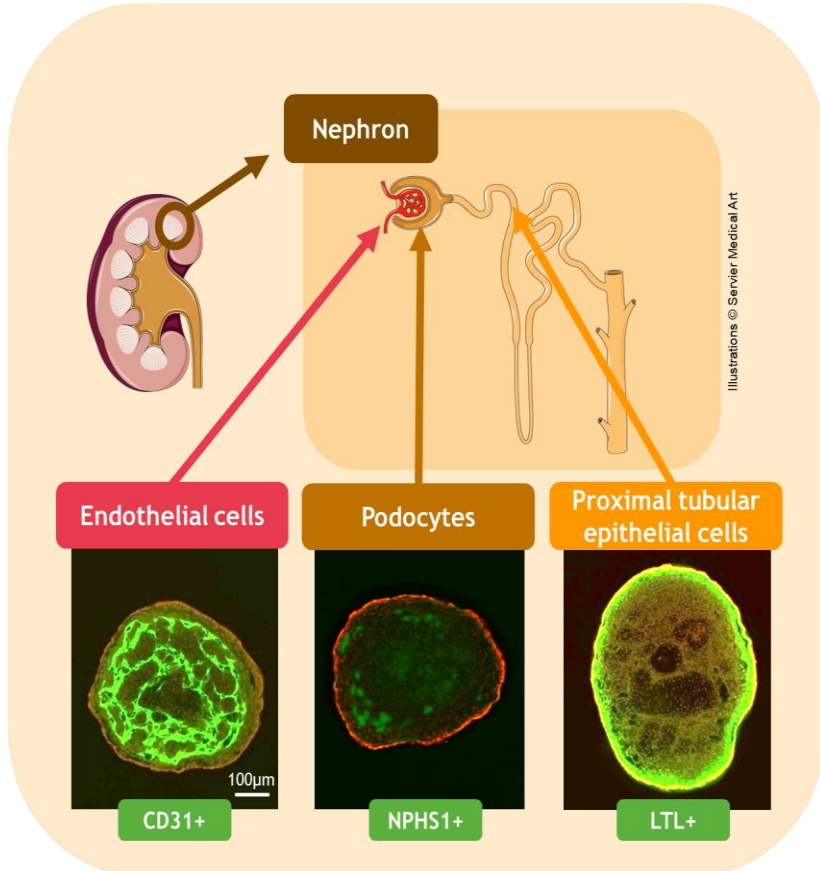 Nephron
Illustrations © Servier Medical Art
Endothelial cells
Podocytes
Proximal tubular
epithelial cells
100µm
CD31+
NPHS1+
LTL+